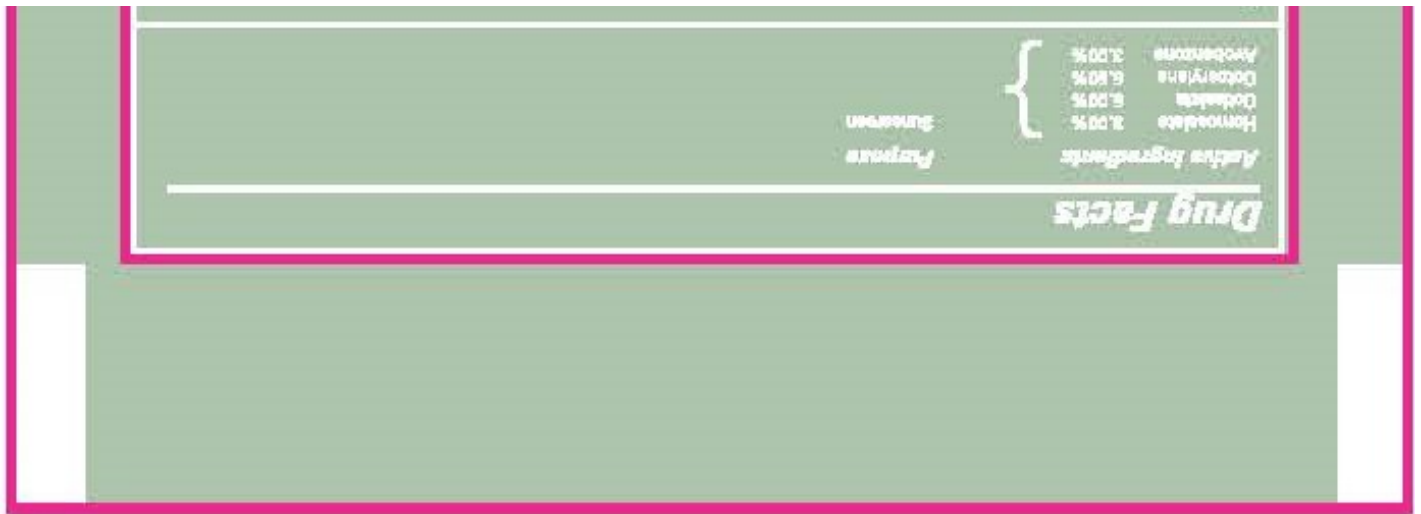 Drug Facts
Active Ingredients Purpose
Homosalate
Octisalate Sunscreen
Octocrylene
Avobenzone 3.00%